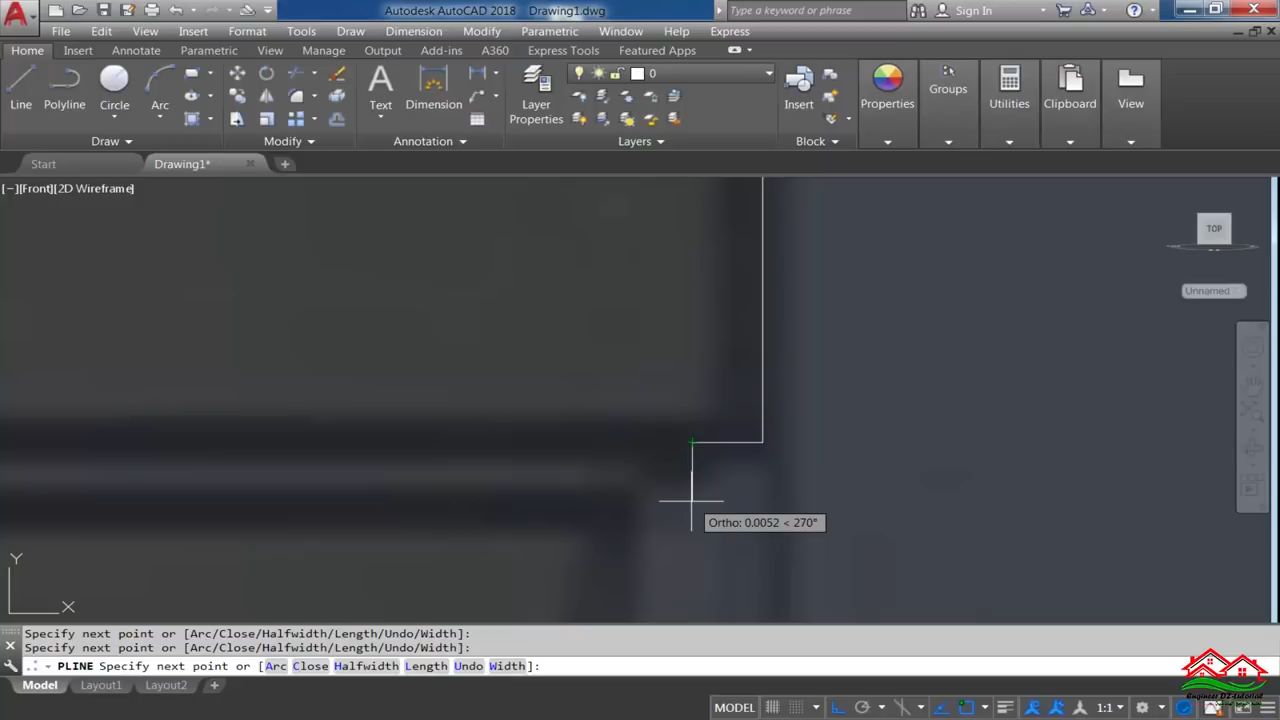 Autodesk AutoCAD 2018 Drawing1.dwg
Type a keyword or phrase
Sign In
File Edit View Insert Format Tools Draw Dimension Modify Parametric Window Help Express
Home Insert Annotate Parametric View Manage Output Add-ins A360 Express Tools Featured Apps
0
Line Polyline Circle Arc Text Dimension Layer Properties Insert Properties Groups Utilities Clipboard View
Draw Modify Annotation Layers Block
Start Drawing1*
[−][Front][2D Wireframe]
TOP
Unnamed
Ortho: 0.0052 < 270°
Y
X
Specify next point or [Arc/Close/Halfwidth/Length/Undo/Width]:
Specify next point or [Arc/Close/Halfwidth/Length/Undo/Width]:
PLINE Specify next point or [Arc Close Halfwidth Length Undo Width]:
Model Layout1 Layout2
MODEL 1:1
Engineer DZ-tutorial